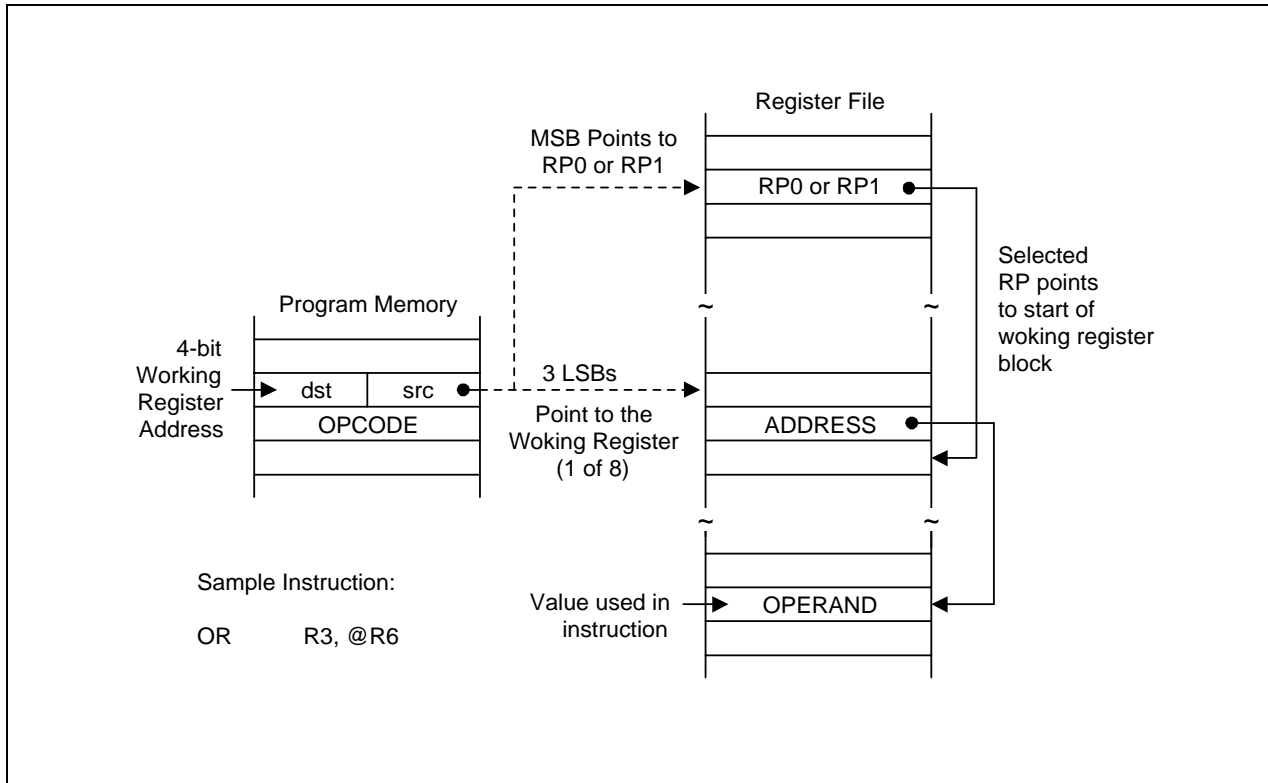 Register File
MSB Points to
RP0 or RP1
RP0 or RP1
Selected
RP points
to start of
woking register
block
Program Memory
4-bit
Working
Register
Address
dst src
OPCODE
3 LSBs
Point to the
Woking Register
(1 of 8)
ADDRESS
~ ~
~ ~
Sample Instruction:
OR R3, @R6
Value used in
instruction
OPERAND